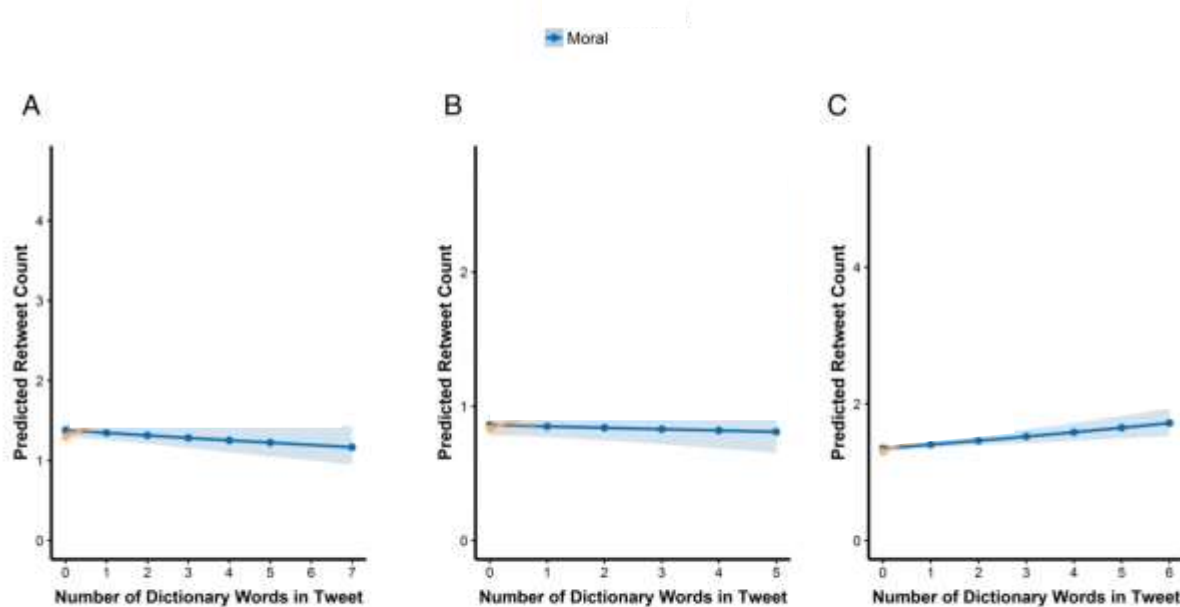 Moral
A
B
C
Predicted Retweet Count
4
3
2
1
0
0 1 2 3 4 5 6 7
Number of Dictionary Words in Tweet
Predicted Retweet Count
2
1
0
0 1 2 3 4 5
Number of Dictionary Words in Tweet
Predicted Retweet Count
4
2
0
0 1 2 3 4 5 6
Number of Dictionary Words in Tweet